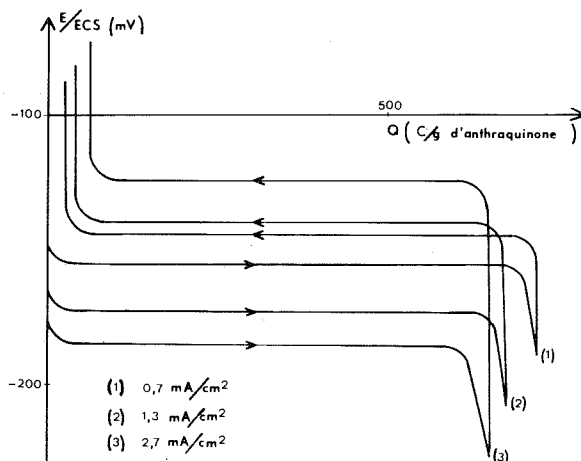 E/ECS (mV)
-100
500
Q ( C/g d'anthraquinone )
-200
(1)
(2)
(3)
(1) 0,7 mA/cm²
(2) 1,3 mA/cm²
(3) 2,7 mA/cm²